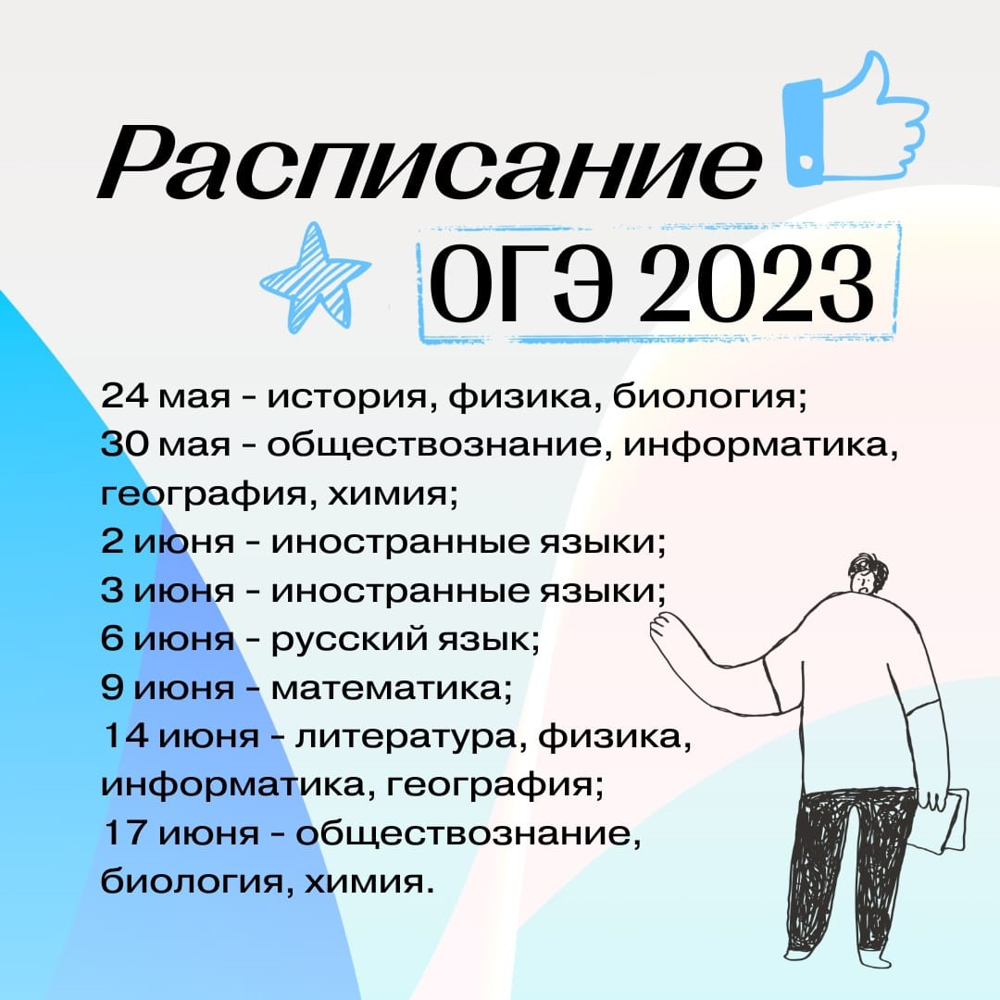 Расписание
ОГЭ 2023
24 мая - история, физика, биология;
30 мая - обществознание, информатика,
география, химия;
2 июня - иностранные языки;
3 июня - иностранные языки;
6 июня - русский язык;
9 июня - математика;
14 июня - литература, физика,
информатика, география;
17 июня - обществознание,
биология, химия.